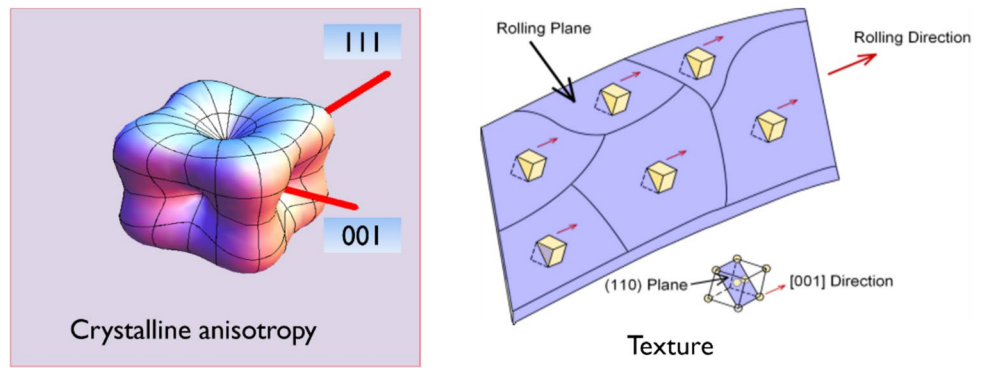 111
001
Crystalline anisotropy
Rolling Plane
Rolling Direction
(110) Plane
[001] Direction
Texture